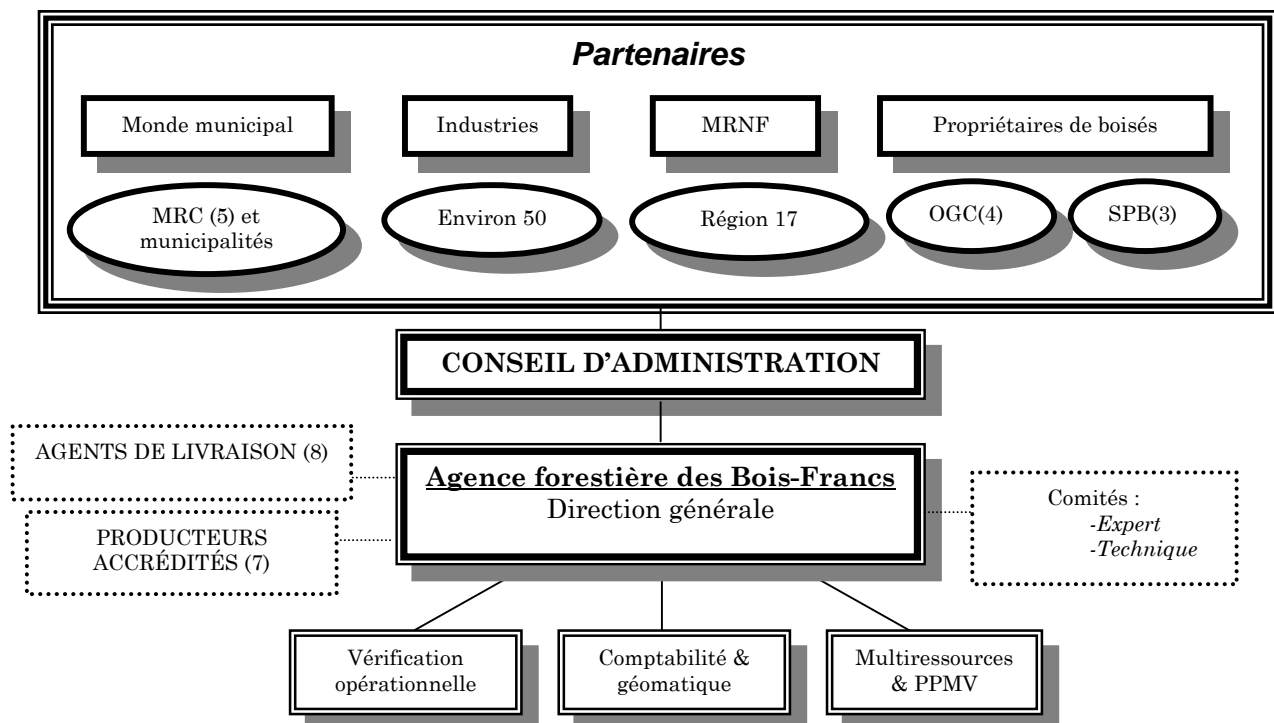 Partenaires
Monde municipal
Industries
MRNF
Propriétaires de boisés
MRC (5) et
municipalités
Environ 50
Région 17
OGC(4)
SPB(3)
CONSEIL D’ADMINISTRATION
AGENTS DE LIVRAISON (8)
PRODUCTEURS
ACCRÉDITÉS (7)
Agence forestière des Bois-Francs
Direction générale
Comités :
-Expert
-Technique
Vérification
opérationnelle
Comptabilité &
géomatique
Multiressources
& PPMV